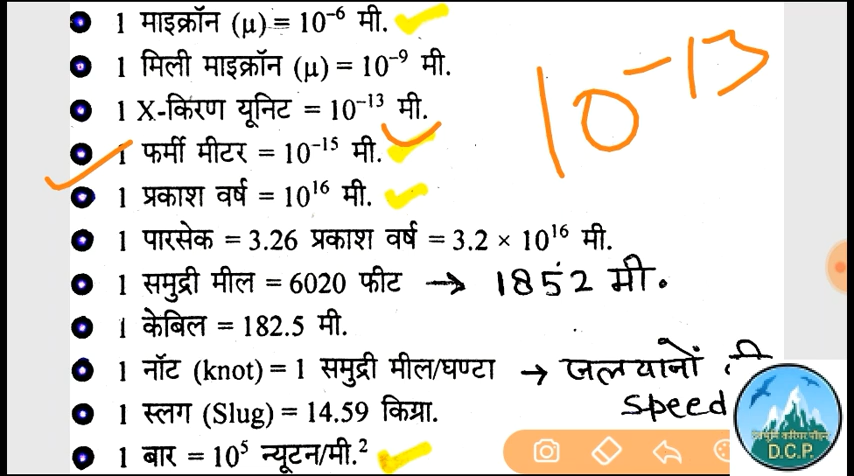 1 माइक्रॉन (μ) = 10⁻⁶ मी.
1 मिली माइक्रॉन (μ) = 10⁻⁹ मी.
1 X-किरण यूनिट = 10⁻¹³ मी.
10⁻¹³
1 फर्मी मीटर = 10⁻¹⁵ मी.
1 प्रकाश वर्ष = 10¹⁶ मी.
1 पारसेक = 3.26 प्रकाश वर्ष = 3.2 × 10¹⁶ मी.
1 समुद्री मील = 6020 फीट → 1852 मी.
1 केबिल = 182.5 मी.
1 नॉट (knot) = 1 समुद्री मील/घण्टा → जलयानों की
speed
1 स्लग (Slug) = 14.59 किग्रा.
1 बार = 10⁵ न्यूटन/मी.²
D.C.P.